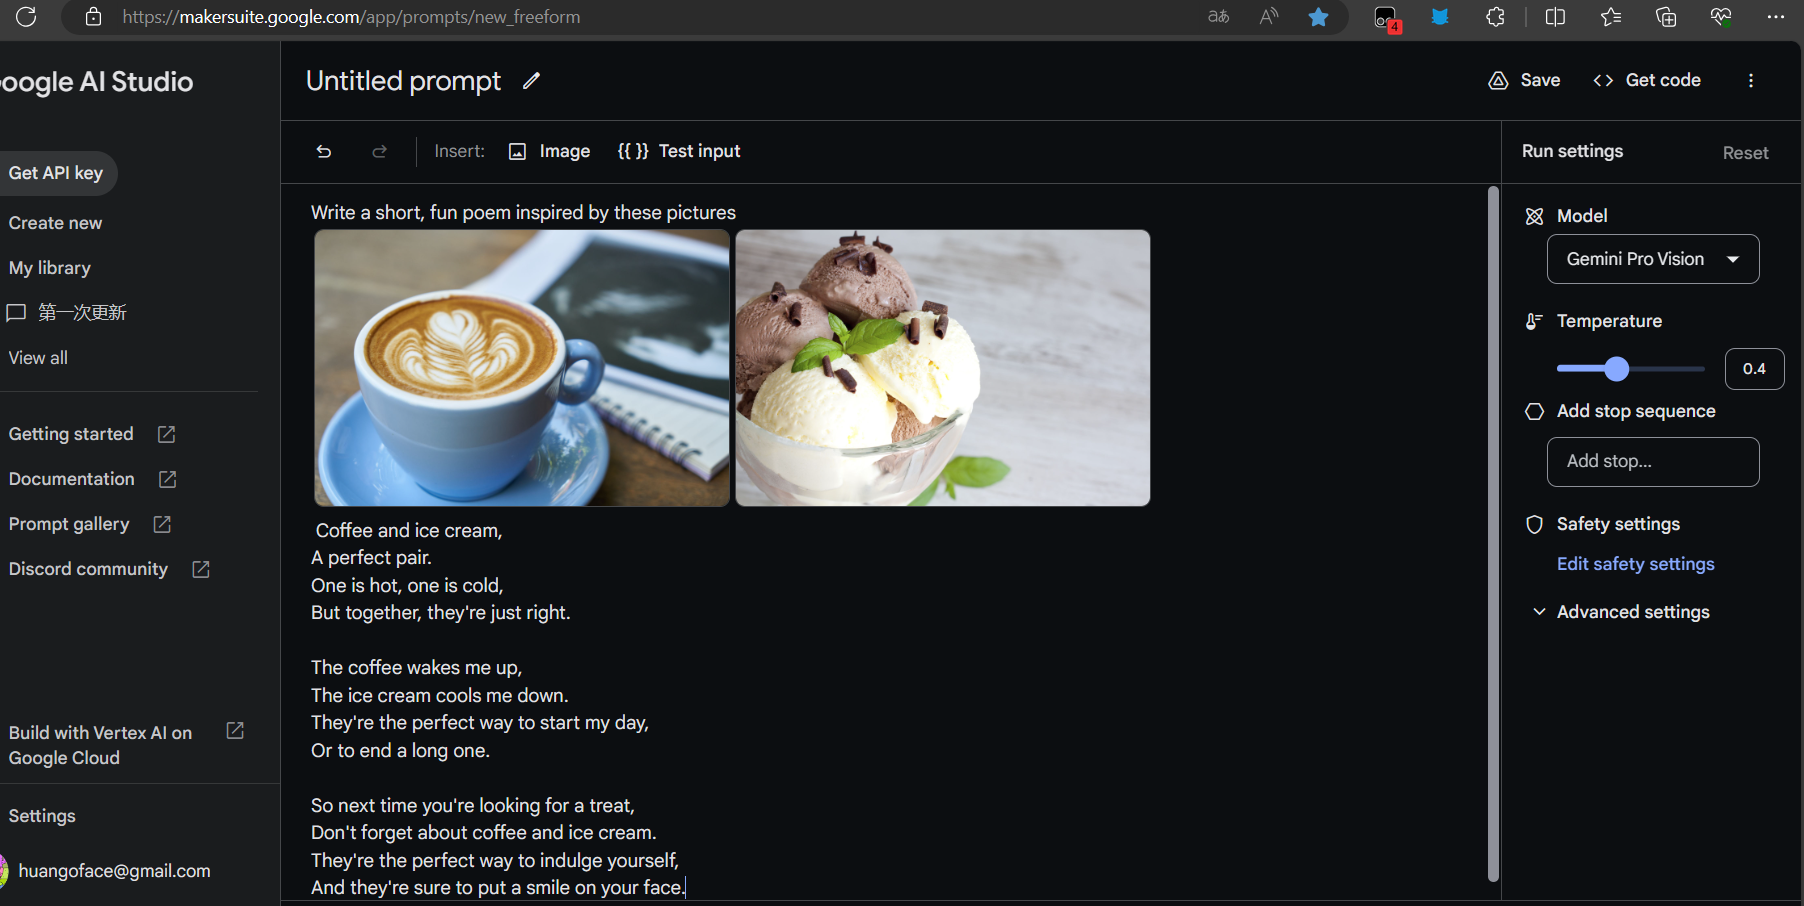 https://makersuite.google.com/app/prompts/new_freeform
aあ
A
4
oogle AI Studio
Get API key
Create new
My library
第一次更新
View all
Getting started
Documentation
Prompt gallery
Discord community
Build with Vertex AI on
Google Cloud
Settings
huangoface@gmail.com
Untitled prompt
Save
<> Get code
Insert:
Image
{{ }} Test input
Write a short, fun poem inspired by these pictures
Coffee and ice cream,
A perfect pair.
One is hot, one is cold,
But together, they're just right.
The coffee wakes me up,
The ice cream cools me down.
They're the perfect way to start my day,
Or to end a long one.
So next time you're looking for a treat,
Don't forget about coffee and ice cream.
They're the perfect way to indulge yourself,
And they're sure to put a smile on your face.
Run settings
Reset
Model
Gemini Pro Vision
Temperature
0.4
Add stop sequence
Add stop...
Safety settings
Edit safety settings
Advanced settings